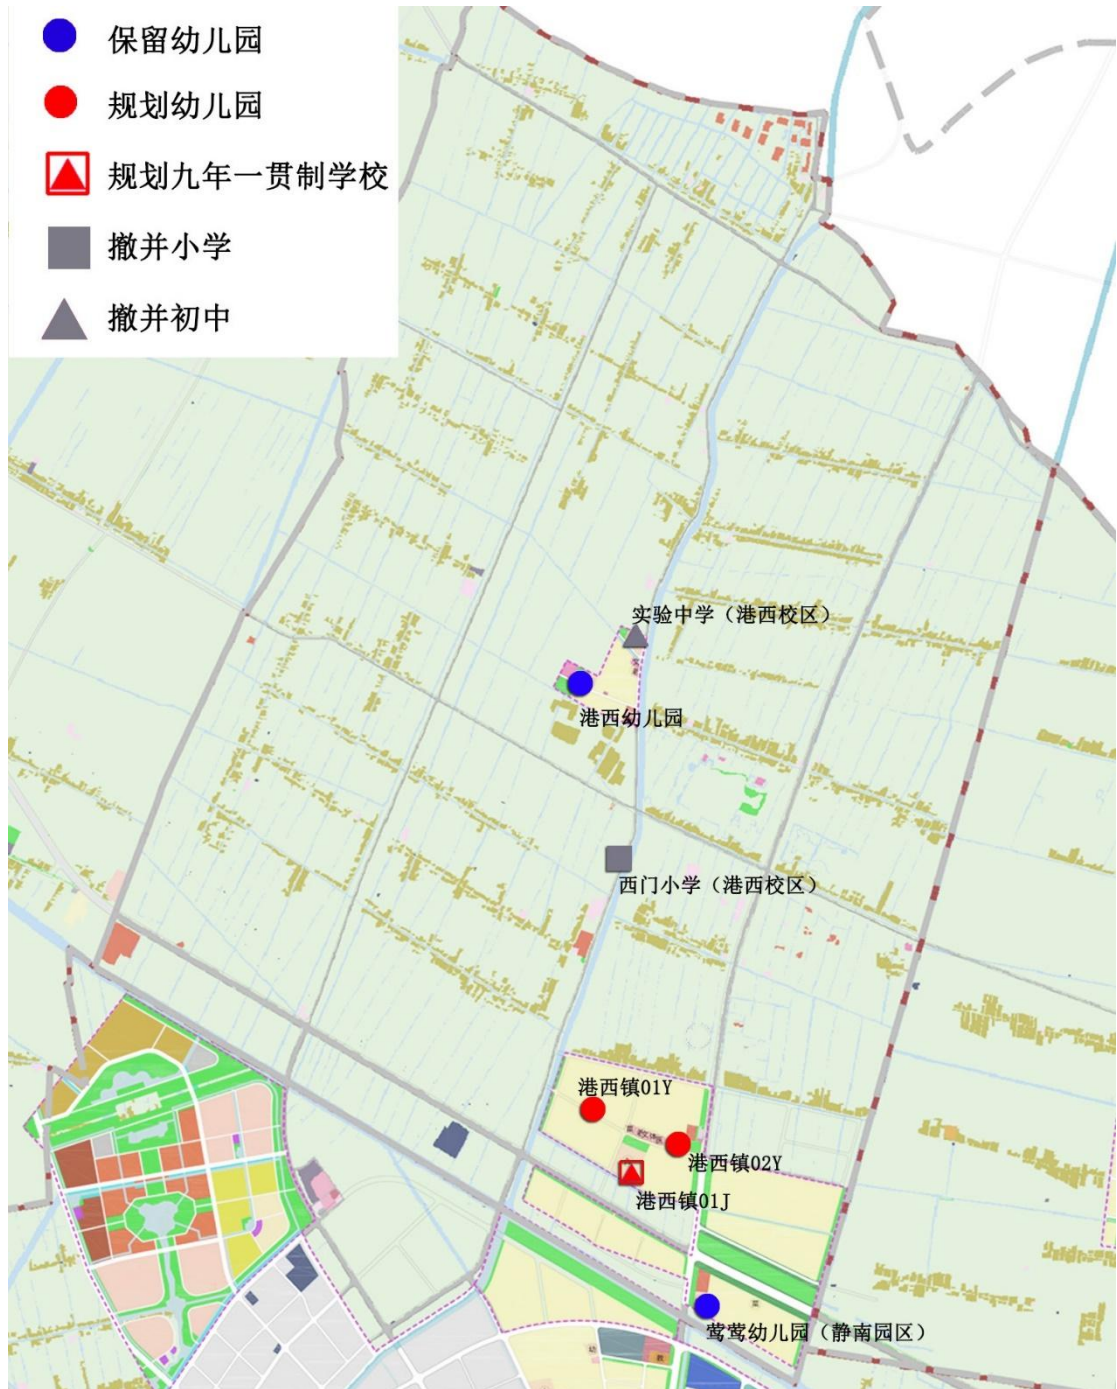 保留幼儿园
规划幼儿园
规划九年一贯制学校
撤并小学
撤并初中
实验中学（港西校区）
港西幼儿园
西门小学（港西校区）
港西镇01Y
港西镇02Y
港西镇01J
莺莺幼儿园（静南园区）
幼